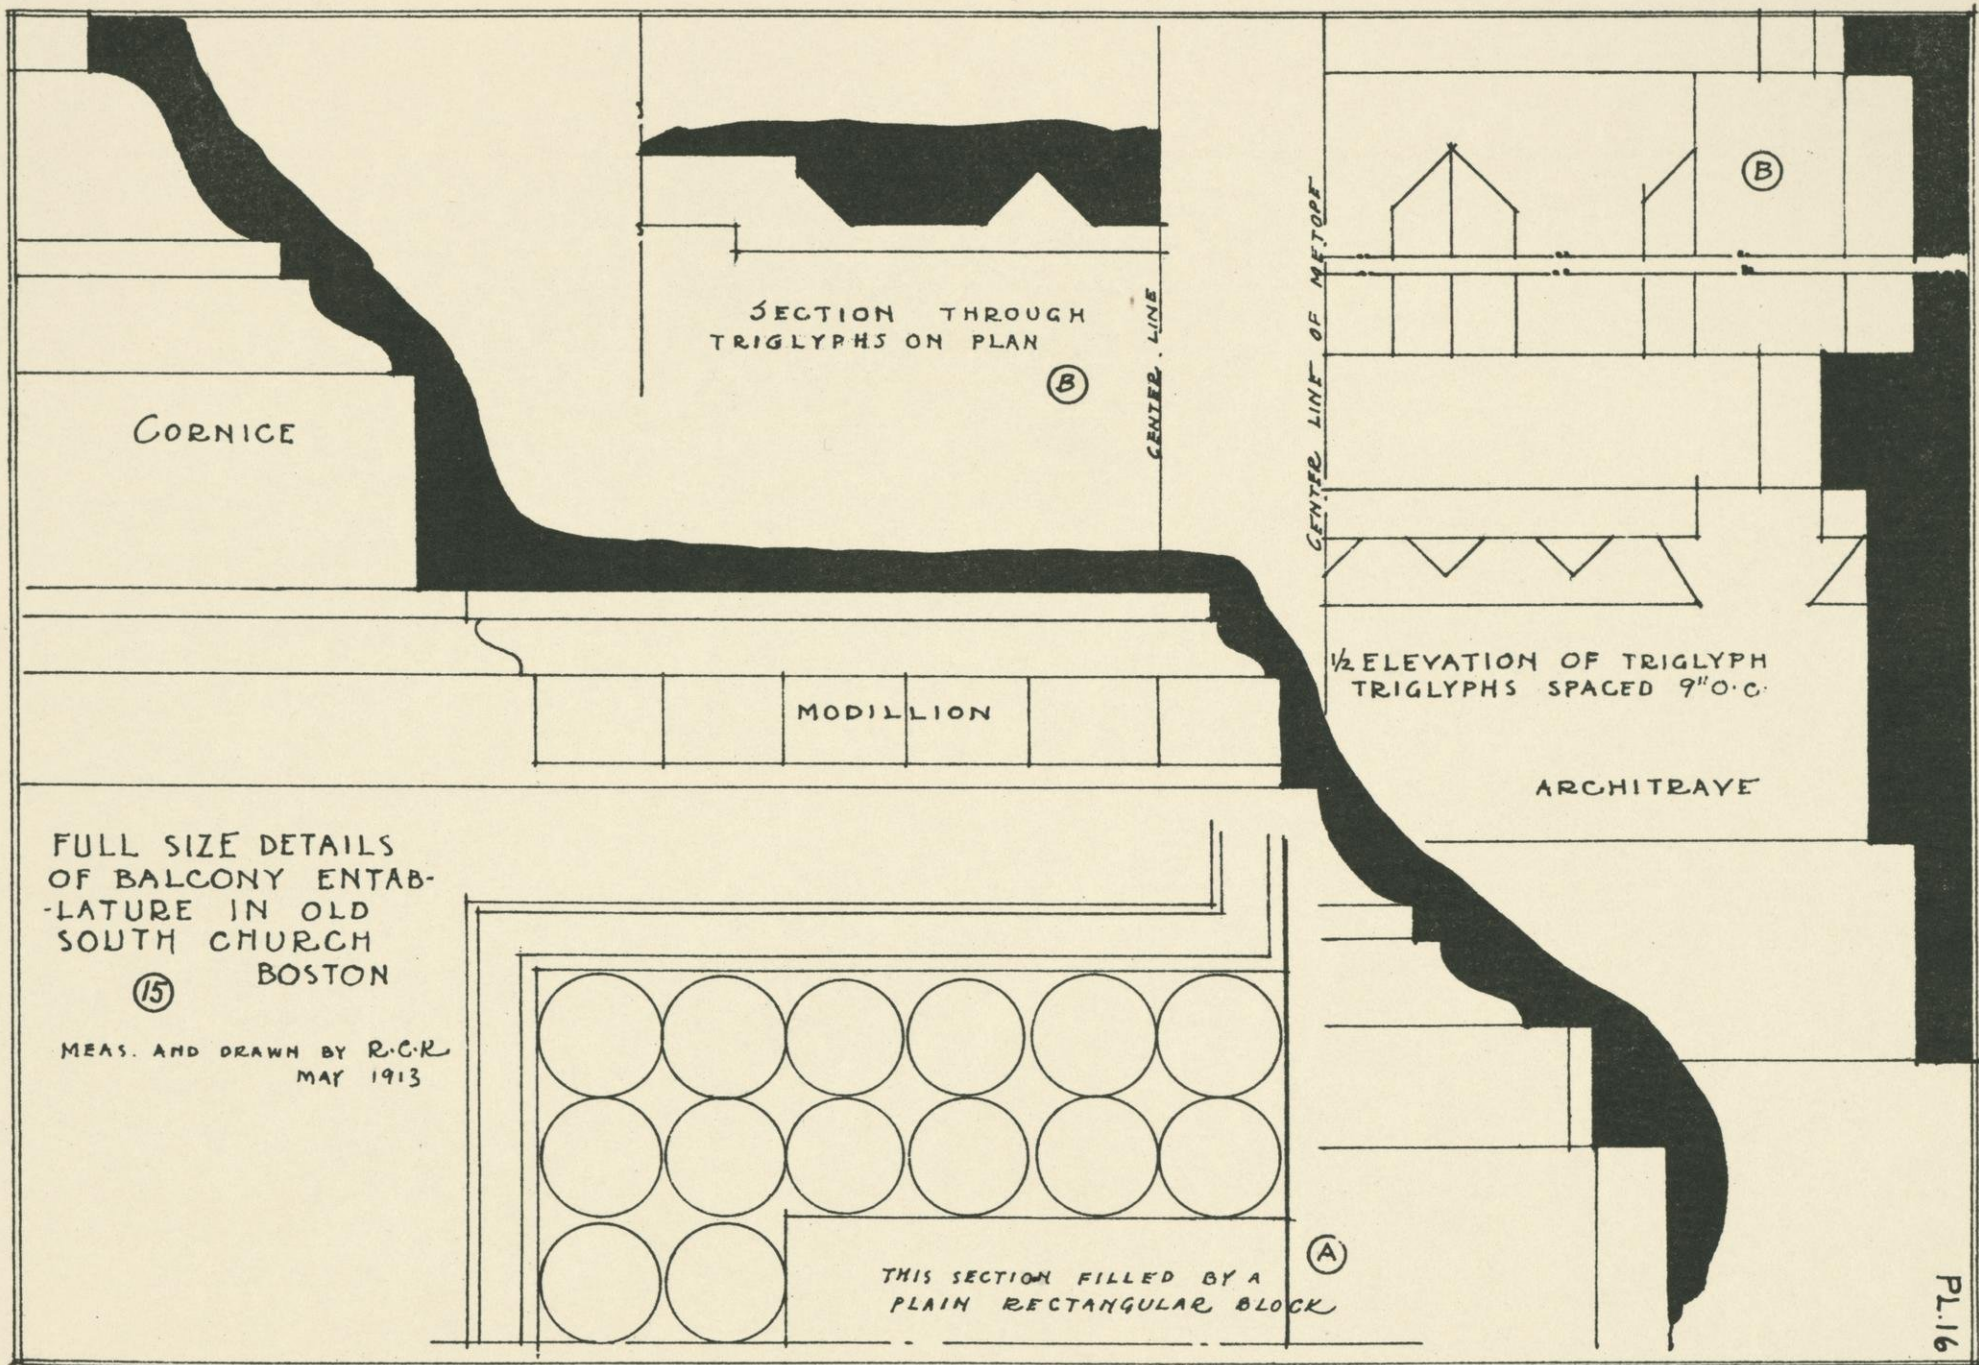 SECTION THROUGH
TRIGLYPHS ON PLAN
B
CENTER LINE
CENTER LINE OF METOPE
B
CORNICE
1/2 ELEVATION OF TRIGLYPH
TRIGLYPHS SPACED 9" O.C.
MODILLION
ARCHITRAVE
FULL SIZE DETAILS
OF BALCONY ENTAB-
-LATURE IN OLD
SOUTH CHURCH
BOSTON
15
MEAS. AND DRAWN BY R.C.K
MAY 1913
A
THIS SECTION FILLED BY A
PLAIN RECTANGULAR BLOCK
PL.16